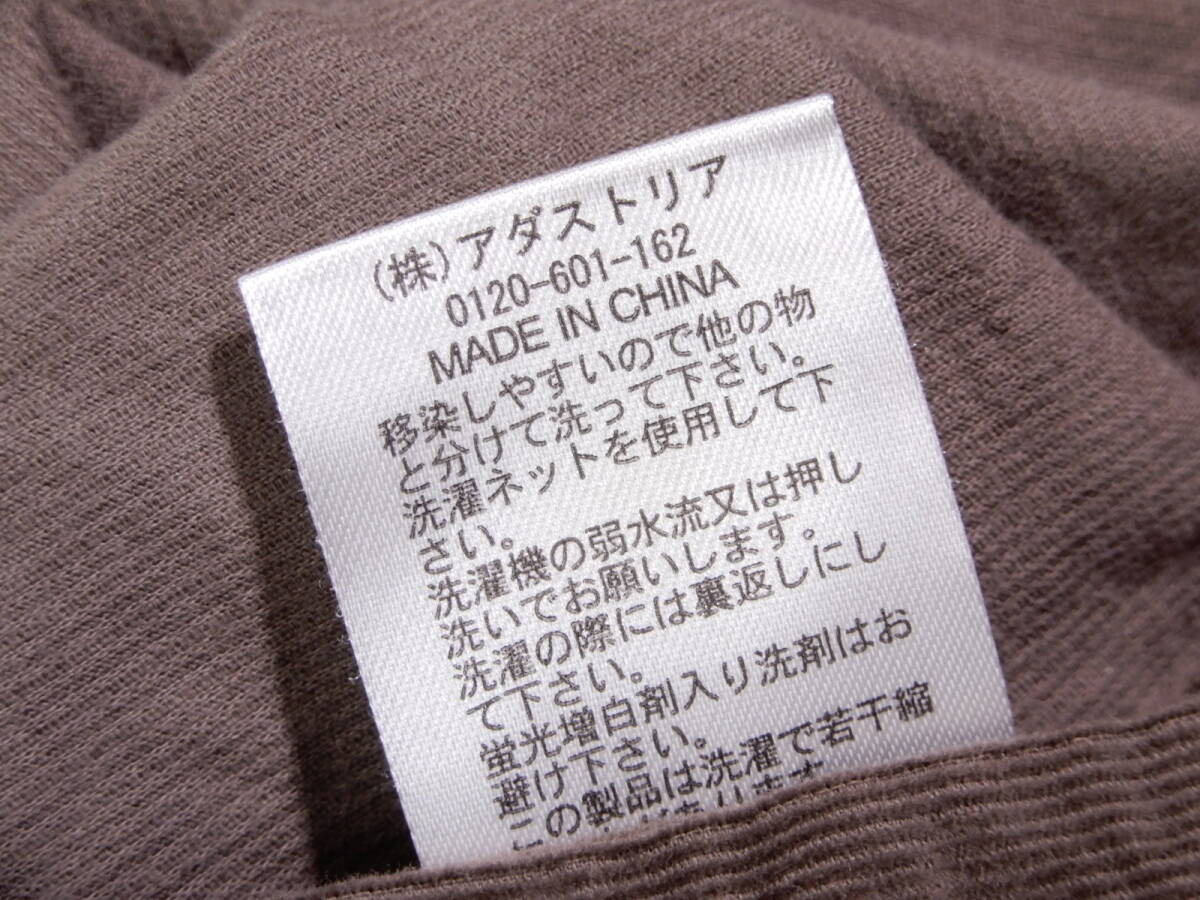 (株)アダストリア
0120-601-162
MADE IN CHINA
移染しやすいので他の物
と分けて洗って下さい。
洗濯ネットを使用して下
さい。
洗濯機の弱水流又は押し
洗いでお願いします。
洗濯の際には裏返しにし
て下さい。
蛍光増白剤入り洗剤はお
避け下さい。
この製品は洗濯で若干縮